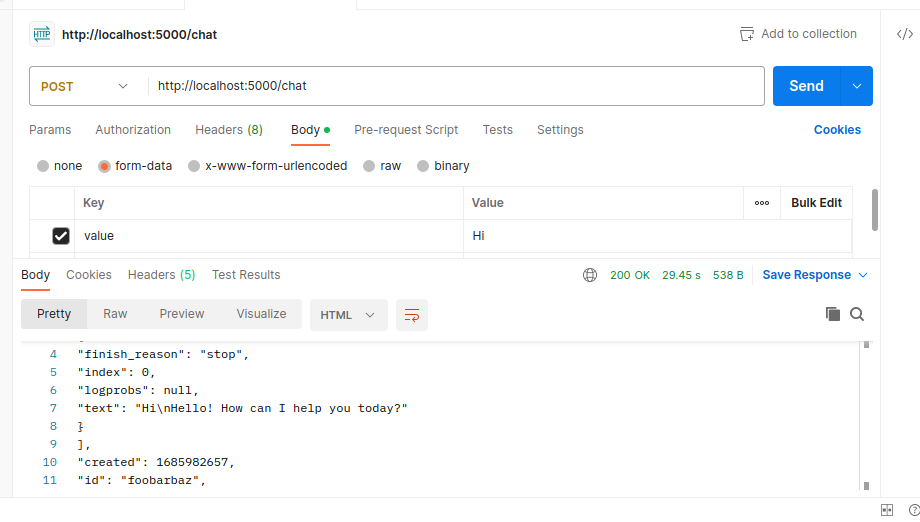 HTTP http://localhost:5000/chat Add to collection </>
POST http://localhost:5000/chat Send
Params Authorization Headers (8) Body Pre-request Script Tests Settings Cookies
none form-data x-www-form-urlencoded raw binary
Key Value Bulk Edit
value Hi
Body Cookies Headers (5) Test Results 200 OK 29.45 s 538 B Save Response
Pretty Raw Preview Visualize HTML
4 "finish_reason": "stop",
5 "index": 0,
6 "logprobs": null,
7 "text": "Hi\nHello! How can I help you today?"
8 }
9 ],
10 "created": 1685982657,
11 "id": "foobarbaz",